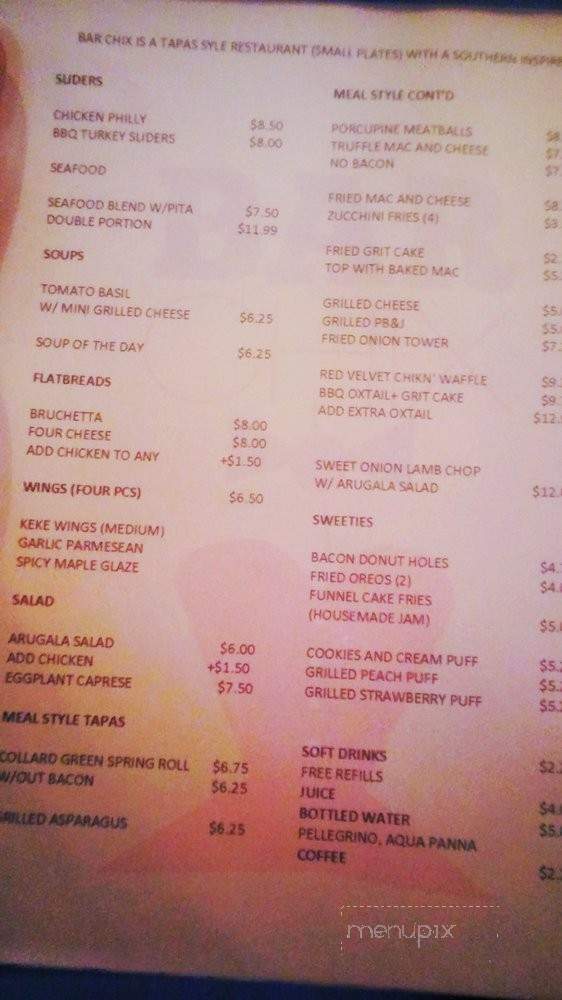 BAR CHIX IS A TAPAS SYLE RESTAURANT (SMALL PLATES) WITH A SOUTHERN
SLIDERS
CHICKEN PHILLY $8.50
BBQ TURKEY SLIDERS $8.00
SEAFOOD
SEAFOOD BLEND W/PITA $7.50
DOUBLE PORTION $11.99
SOUPS
TOMATO BASIL
W/ MINI GRILLED CHEESE $6.25
SOUP OF THE DAY $6.25
FLATBREADS
BRUCHETTA $8.00
FOUR CHEESE $8.00
ADD CHICKEN TO ANY +$1.50
WINGS (FOUR PCS) $6.50
KEKE WINGS (MEDIUM)
GARLIC PARMESEAN
SPICY MAPLE GLAZE
SALAD
ARUGALA SALAD $6.00
ADD CHICKEN +$1.50
EGGPLANT CAPRESE $7.50
MEAL STYLE TAPAS
COLLARD GREEN SPRING ROLL $6.75
W/OUT BACON $6.25
GRILLED ASPARAGUS $6.25
MEAL STYLE CONT'D
PORCUPINE MEATBALLS
TRUFFLE MAC AND CHEESE
NO BACON
FRIED MAC AND CHEESE
ZUCCHINI FRIES (4)
FRIED GRIT CAKE
TOP WITH BAKED MAC
GRILLED CHEESE
GRILLED PB&J
FRIED ONION TOWER
RED VELVET CHIKN' WAFFLE
BBQ OXTAIL+ GRIT CAKE
ADD EXTRA OXTAIL
SWEET ONION LAMB CHOP
W/ ARUGALA SALAD
SWEETIES
BACON DONUT HOLES
FRIED OREOS (2)
FUNNEL CAKE FRIES
(HOUSEMADE JAM)
COOKIES AND CREAM PUFF
GRILLED PEACH PUFF
GRILLED STRAWBERRY PUFF
SOFT DRINKS
FREE REFILLS
JUICE
BOTTLED WATER
PELLEGRINO, AQUA PANNA
COFFEE
menupix